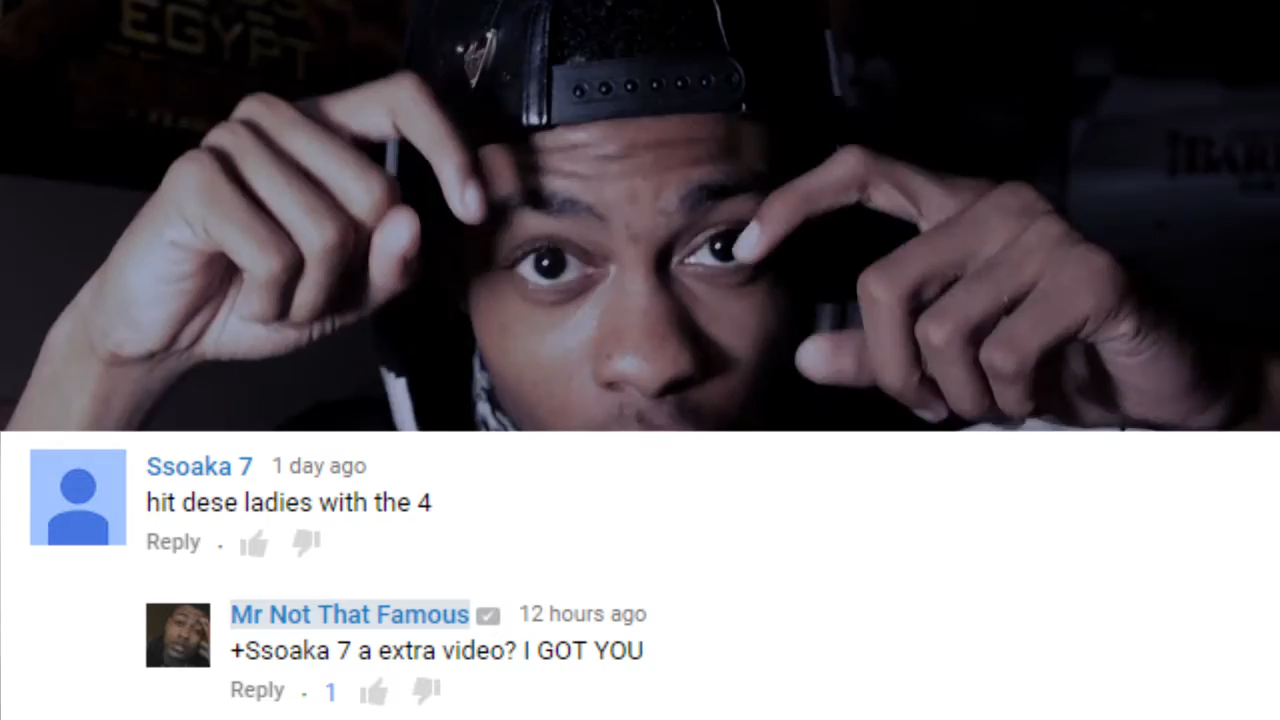 EGYPT
Ssoaka 7 1 day ago
hit dese ladies with the 4
Reply .
Mr Not That Famous 12 hours ago
+Ssoaka 7 a extra video? I GOT YOU
Reply . 1